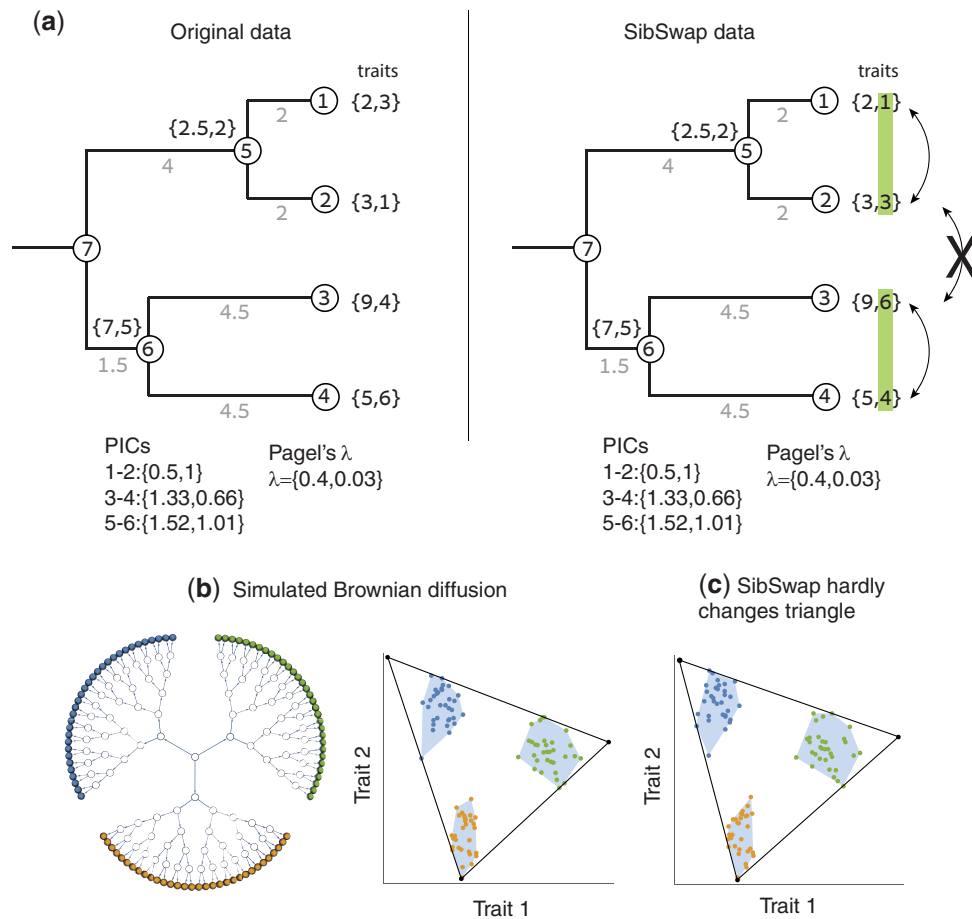 (a)
Original data
traits
1
{2,3}
2
{2.5,2}
5
4
2
2
{3,1}
7
3
{9,4}
4.5
{7,5}
6
1.5
4
{5,6}
4.5
PICs
1-2:{0.5,1}
3-4:{1.33,0.66}
5-6:{1.52,1.01}
Pagel's λ
λ={0.4,0.03}
SibSwap data
traits
1
{2,1}
2
{2.5,2}
5
4
2
2
{3,3}
7
X
3
{9,6}
4.5
{7,5}
6
1.5
4
{5,4}
4.5
PICs
1-2:{0.5,1}
3-4:{1.33,0.66}
5-6:{1.52,1.01}
Pagel's λ
λ={0.4,0.03}
(b) Simulated Brownian diffusion
Trait 2
Trait 1
(c) SibSwap hardly
changes triangle
Trait 2
Trait 1